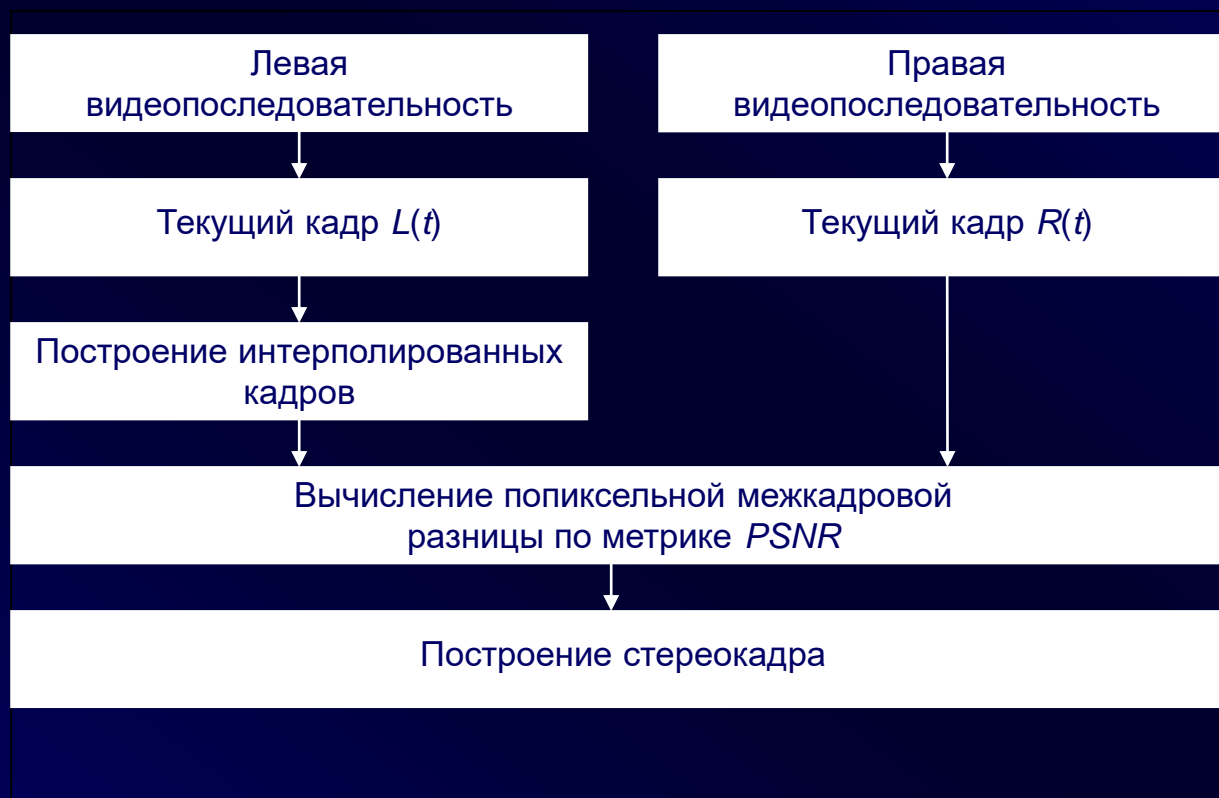 Левая
видеопоследовательность
Правая
видеопоследовательность
Текущий кадр L(t)
Текущий кадр R(t)
Построение интерполированных
кадров
Вычисление попиксельной межкадровой
разницы по метрике PSNR
Построение стереокадра